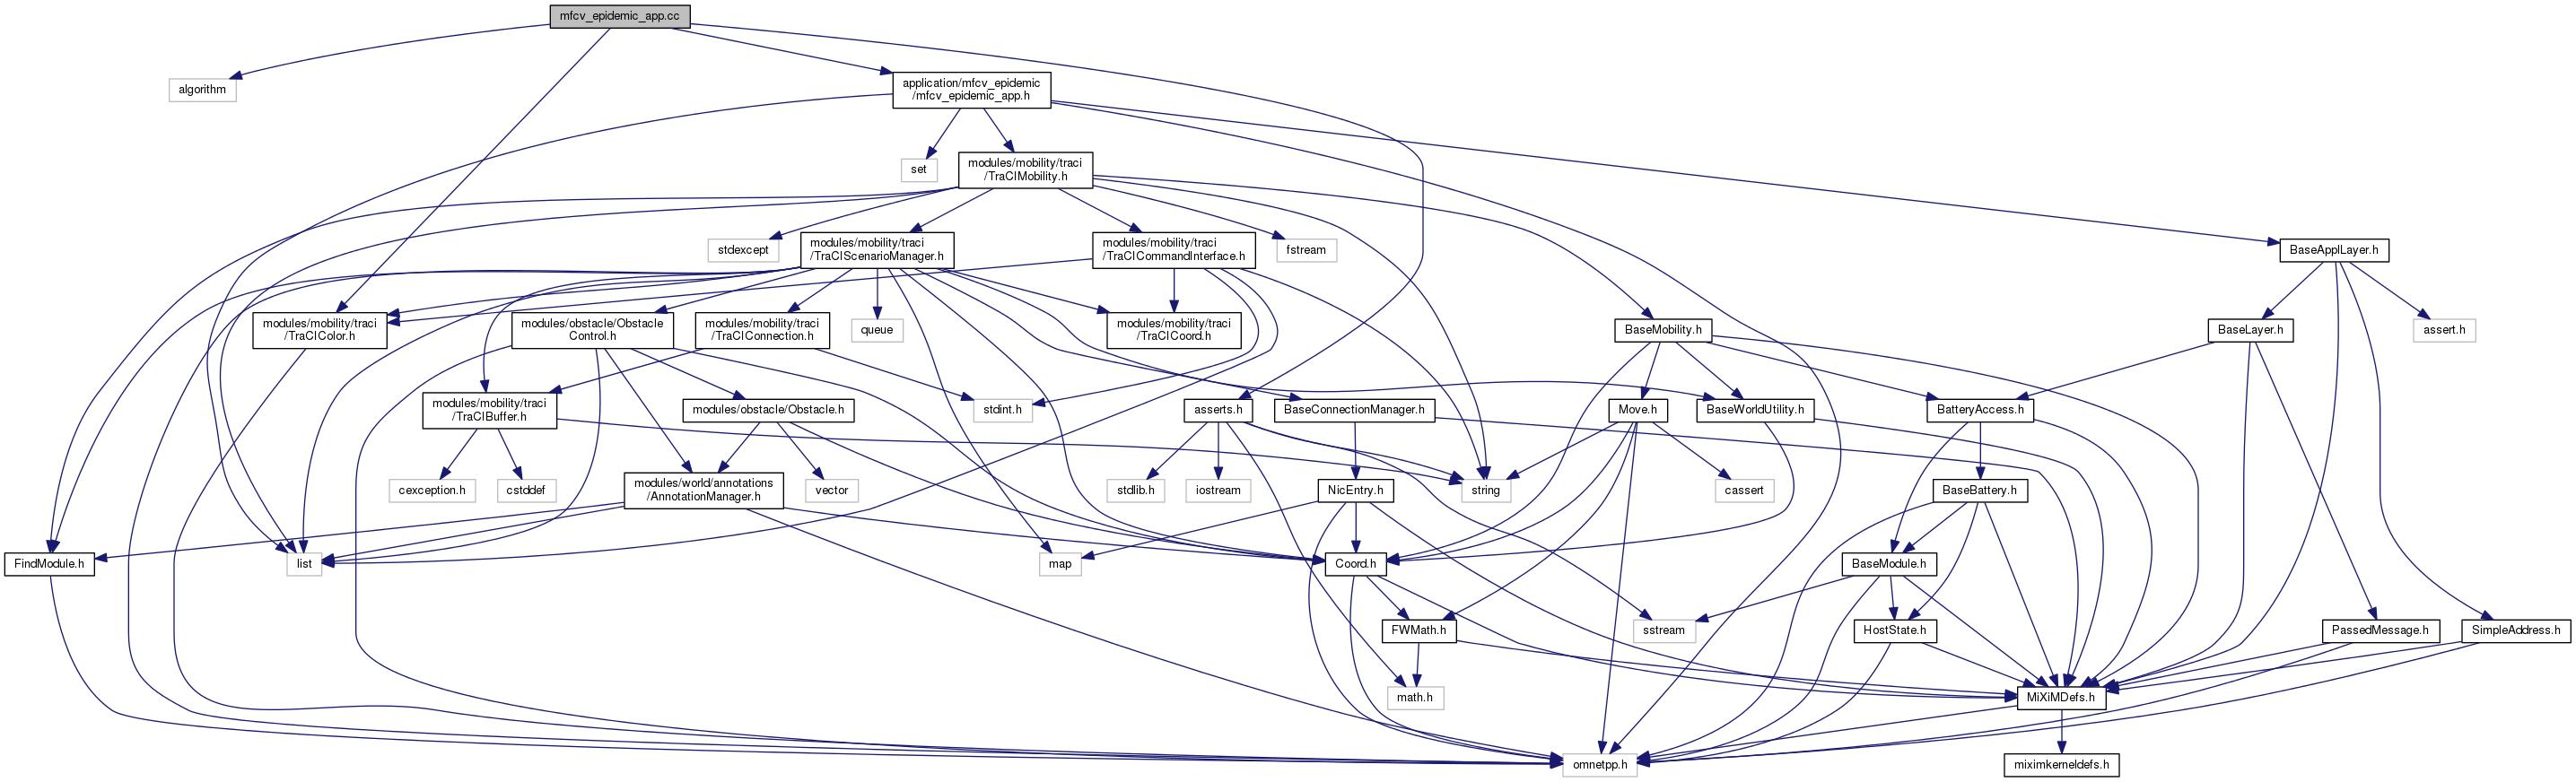 mfcv_epidemic_app.cc
algorithm
application/mfcv_epidemic
/mfcv_epidemic_app.h
set
modules/mobility/traci
/TraCIMobility.h
stdexcept
modules/mobility/traci
/TraCIScenarioManager.h
modules/mobility/traci
/TraCICommandInterface.h
fstream
BaseApplLayer.h
modules/mobility/traci
/TraCIColor.h
modules/obstacle/Obstacle
Control.h
modules/mobility/traci
/TraCIConnection.h
queue
modules/mobility/traci
/TraCICoord.h
BaseMobility.h
BaseLayer.h
assert.h
modules/mobility/traci
/TraCIBuffer.h
modules/obstacle/Obstacle.h
stdint.h
asserts.h
BaseConnectionManager.h
Move.h
BaseWorldUtility.h
BatteryAccess.h
cexception.h
cstddef
modules/world/annotations
/AnnotationManager.h
vector
stdlib.h
iostream
NicEntry.h
string
cassert
BaseBattery.h
FindModule.h
list
map
Coord.h
BaseModule.h
FWMath.h
sstream
HostState.h
PassedMessage.h
SimpleAddress.h
math.h
MiXiMDefs.h
omnetpp.h
miximkerneldefs.h